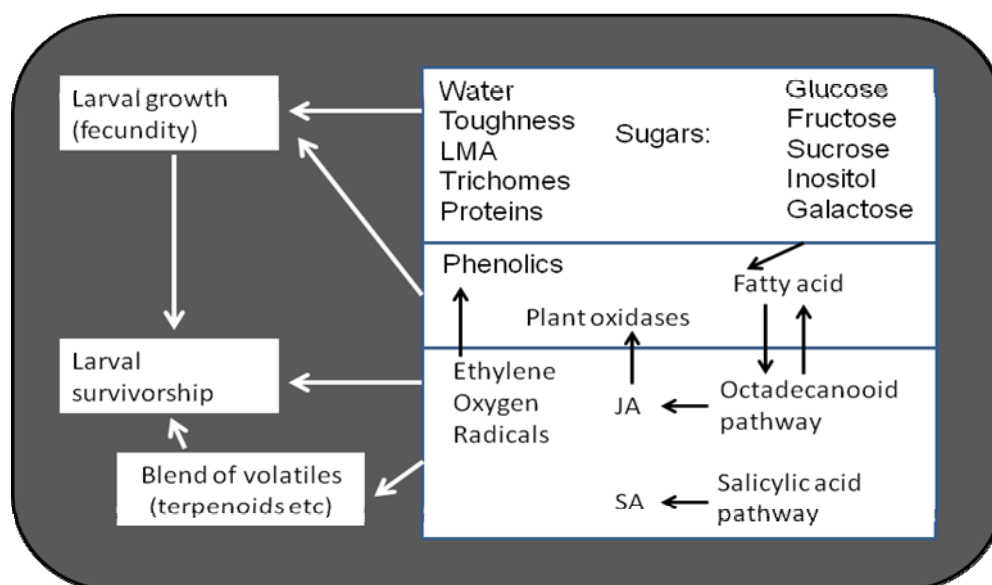 Larval growth
(fecundity)
Water
Toughness
LMA
Trichomes
Proteins
Sugars:
Glucose
Fructose
Sucrose
Inositol
Galactose
Phenolics
Fatty acid
Plant oxidases
Larval
survivorship
Ethylene
Oxygen
Radicals
JA
Octadecanooid
pathway
Blend of volatiles
(terpenoids etc)
SA
Salicylic acid
pathway